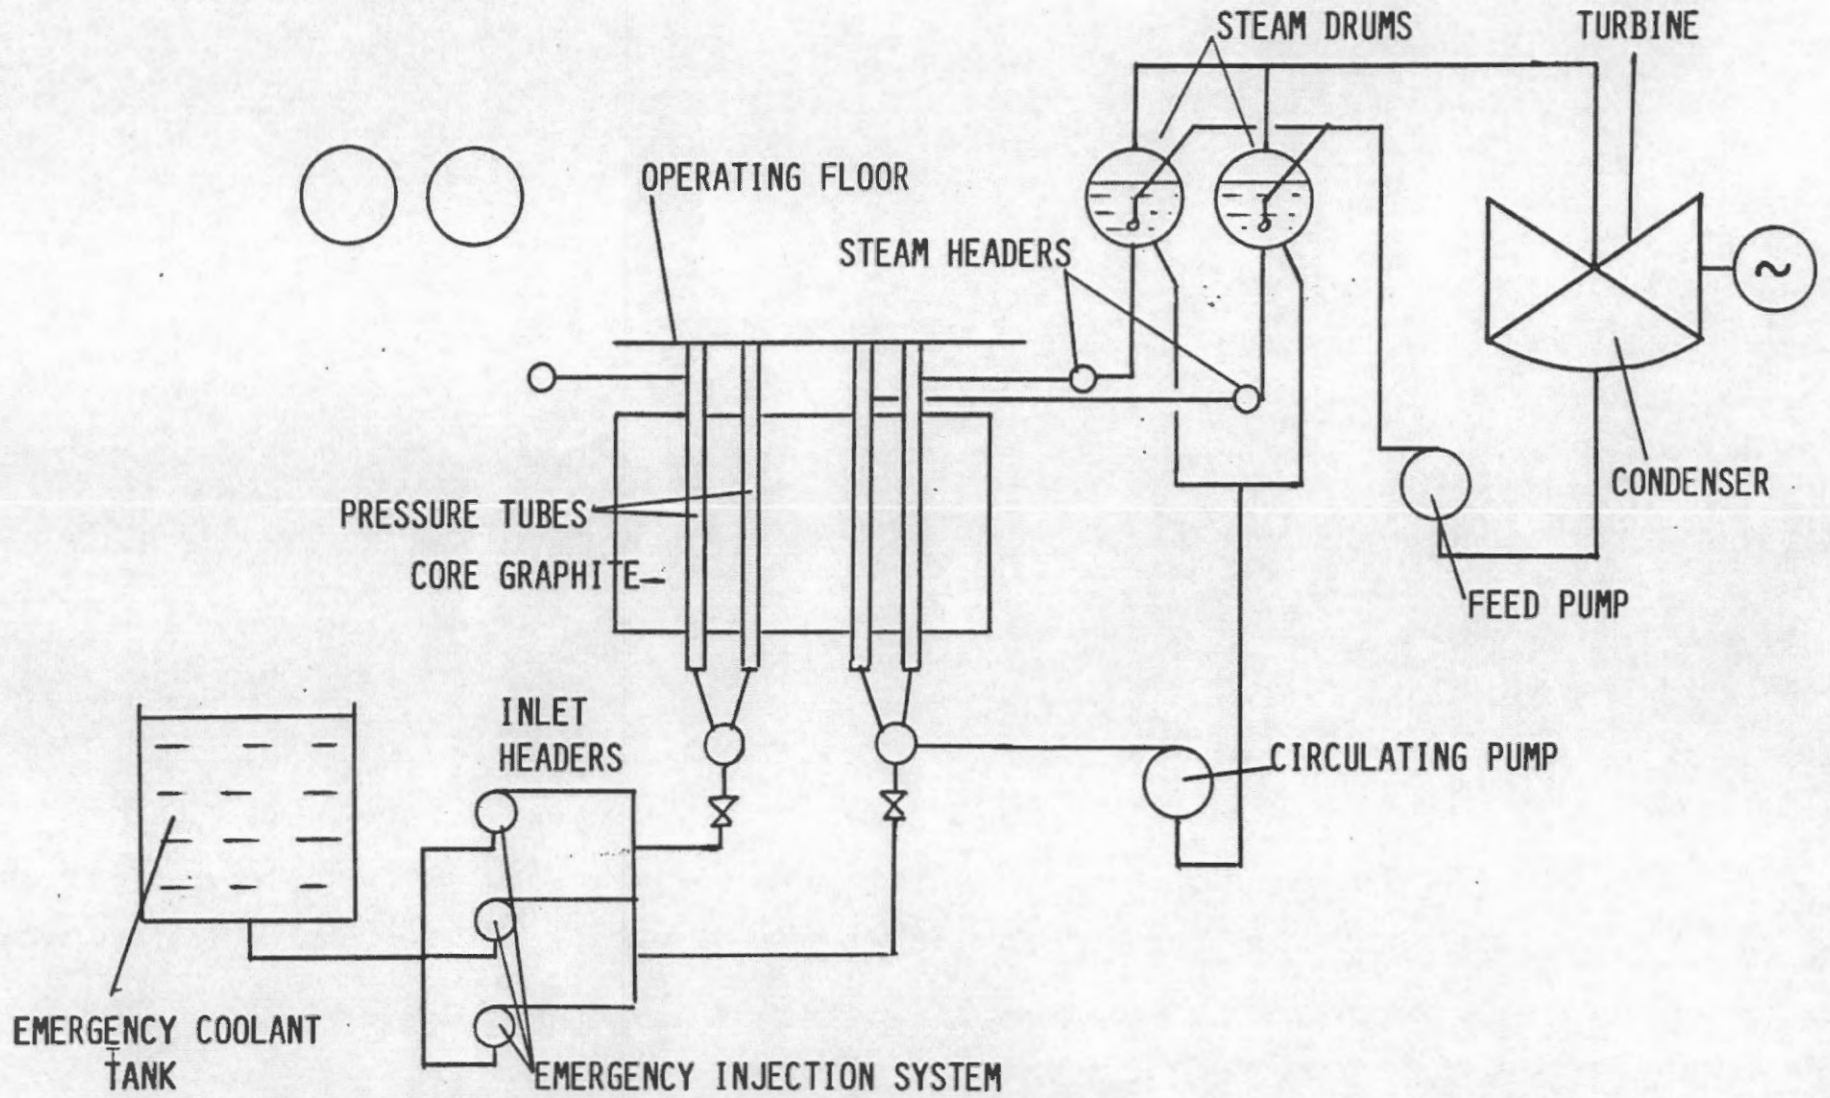 STEAM DRUMS
TURBINE
OPERATING FLOOR
STEAM HEADERS
~
PRESSURE TUBES
CONDENSER
CORE GRAPHITE
FEED PUMP
INLET
HEADERS
CIRCULATING PUMP
EMERGENCY COOLANT
TANK
EMERGENCY INJECTION SYSTEM